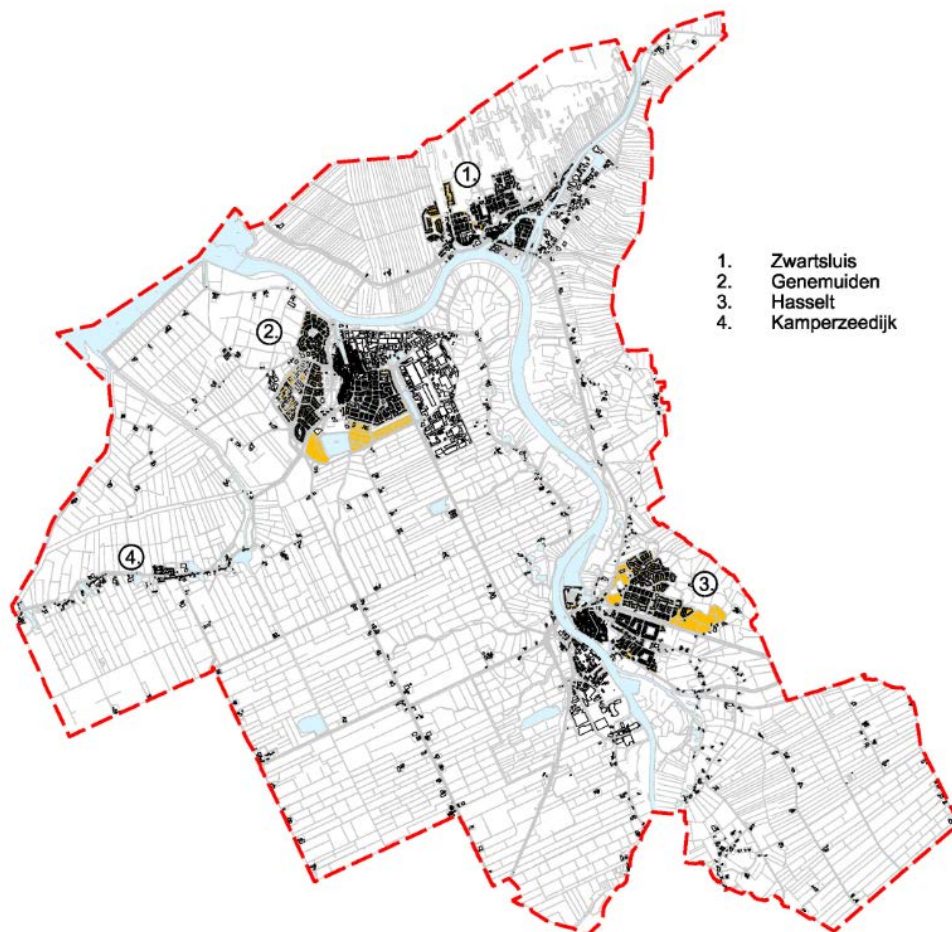 1.
2.
3.
4.
1. Zwartsluis
2. Genemuiden
3. Hasselt
4. Kamperzeedijk